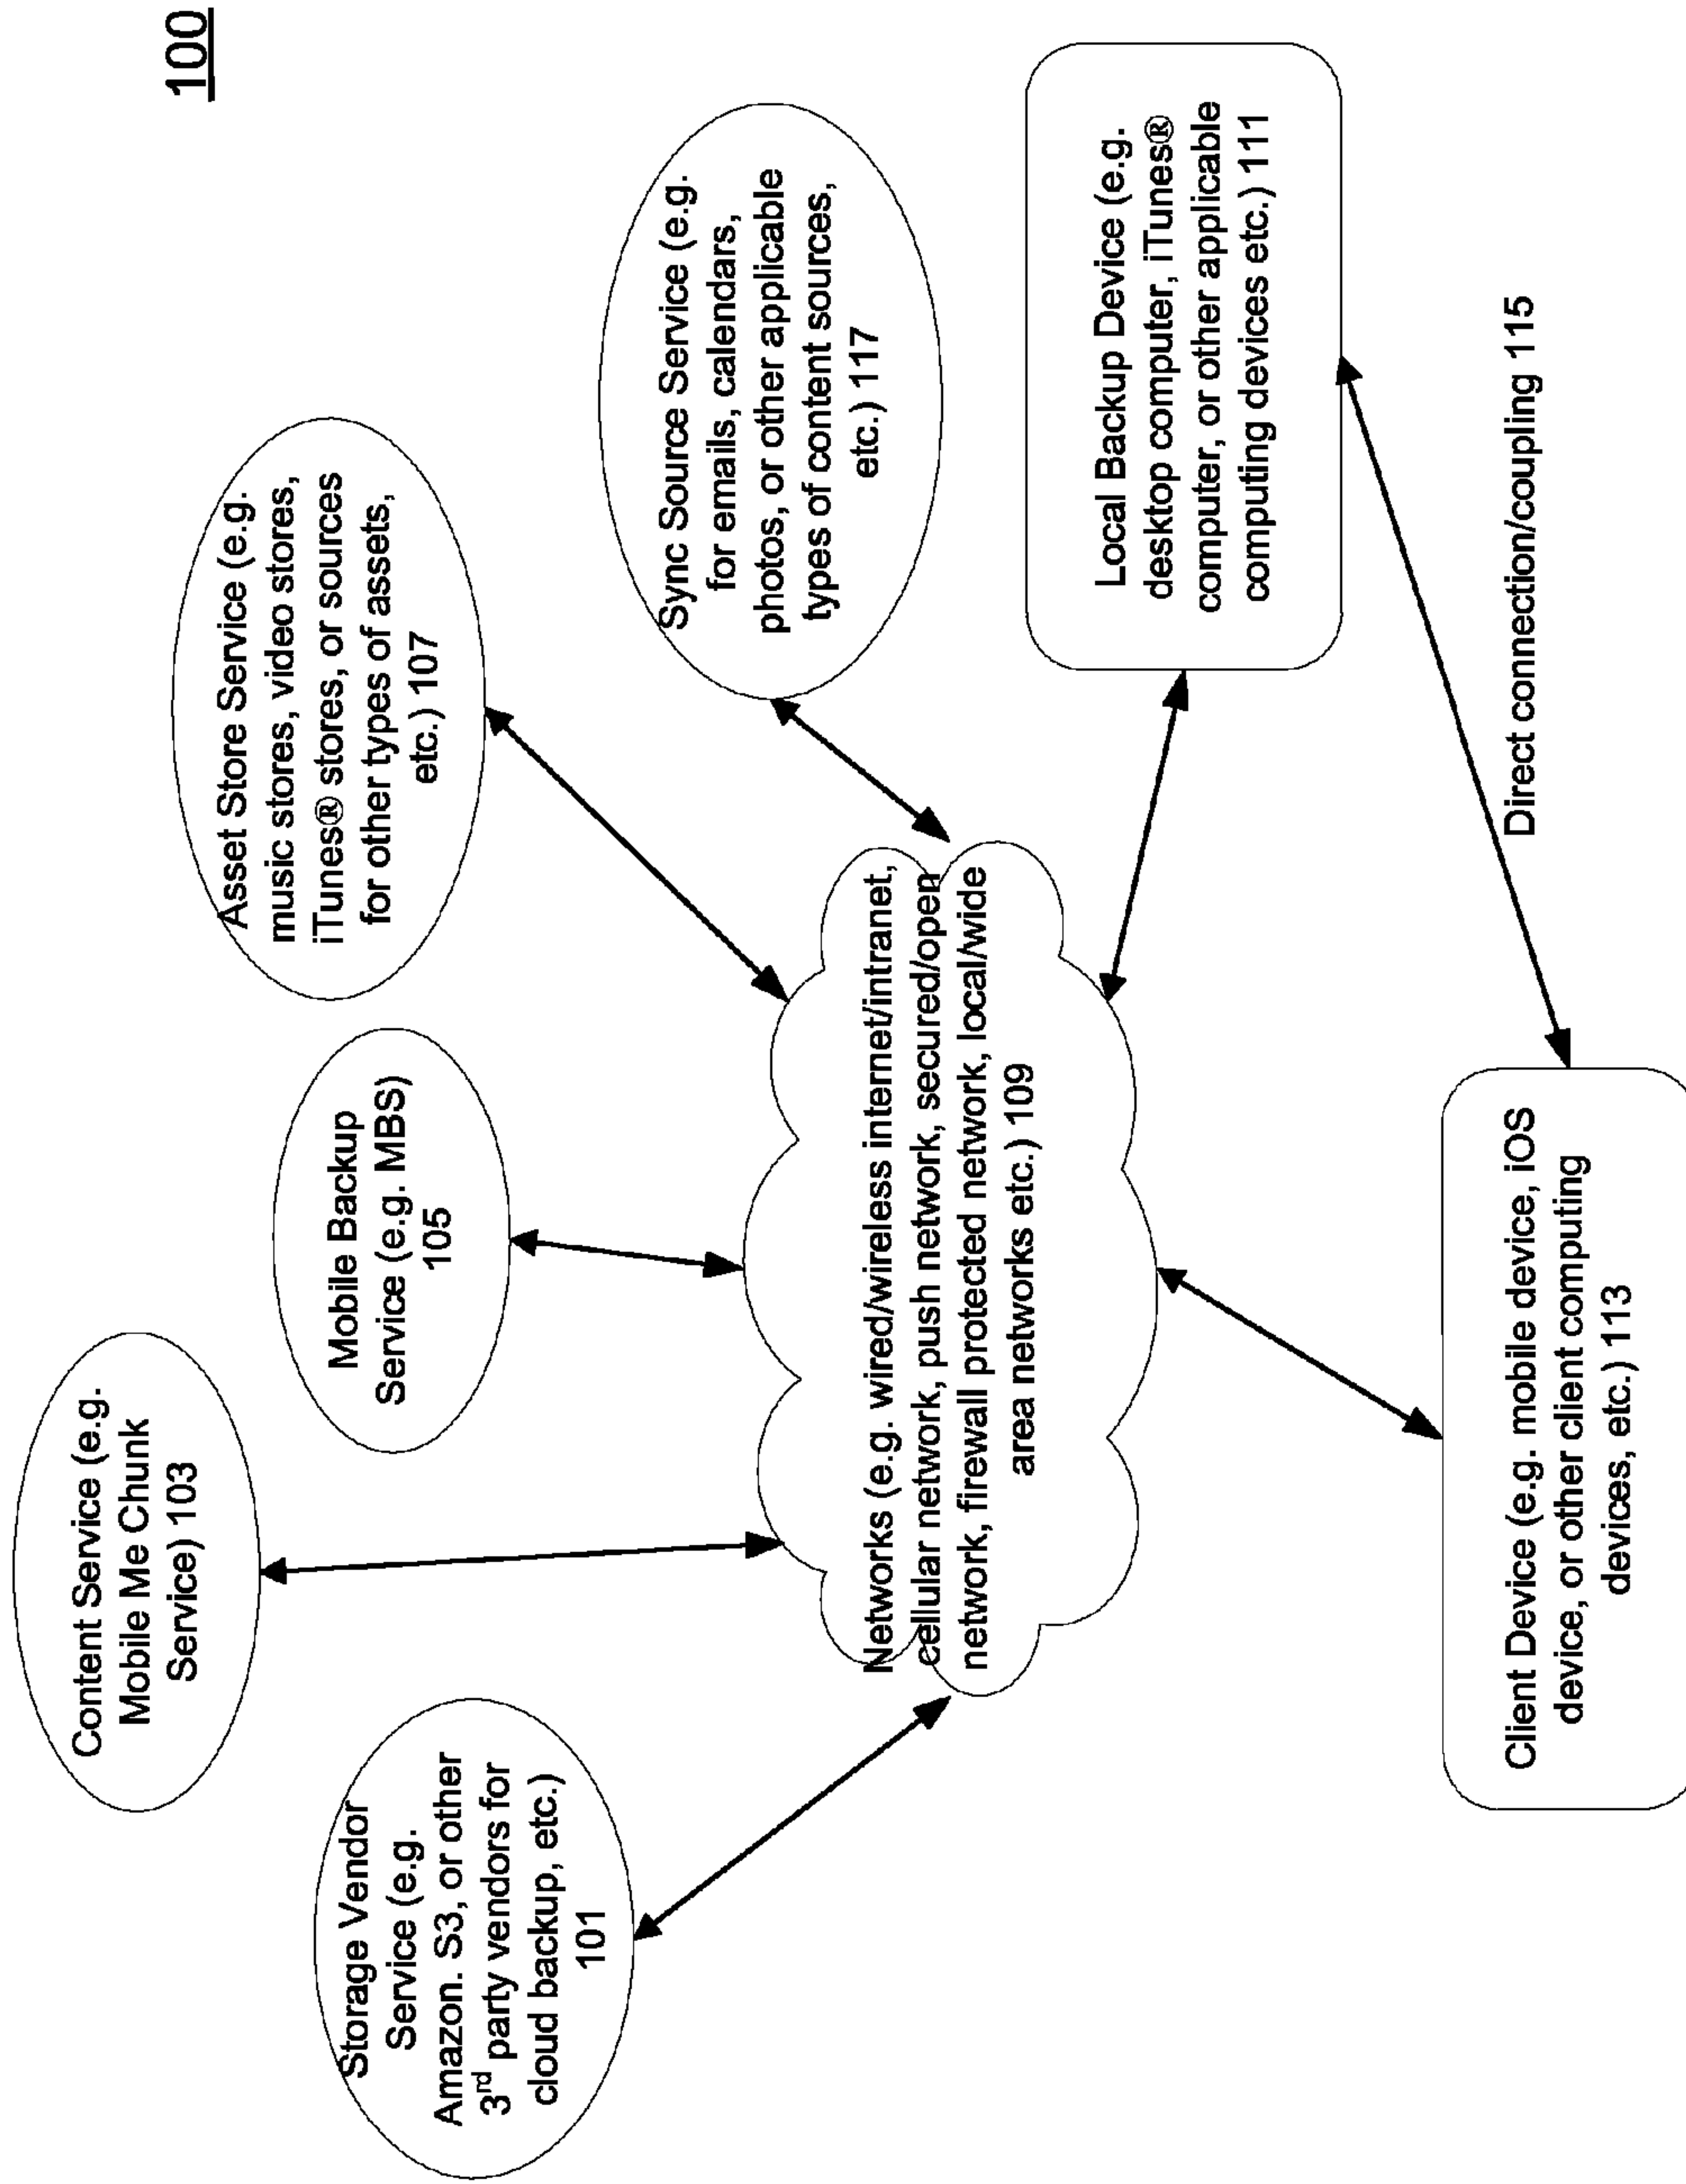 100
Content Service (e.g.
Mobile Me Chunk
Service) 103
Storage Vendor
Service (e.g.
Amazon. S3, or other
3rd party vendors for
cloud backup, etc.)
101
Mobile Backup
Service (e.g. MBS)
105
Asset Store Service (e.g.
music stores, video stores,
iTunes® stores, or sources
for other types of assets,
etc.) 107
Sync Source Service (e.g.
for emails, calendars,
photos, or other applicable
types of content sources,
etc.) 117
Networks (e.g. wired/wireless internet/intranet,
cellular network, push network, secured/open
network, firewall protected network, local/wide
area networks etc.) 109
Local Backup Device (e.g.
desktop computer, iTunes®
computer, or other applicable
computing devices etc.) 111
Direct connection/coupling 115
Client Device (e.g. mobile device, iOS
device, or other client computing
devices, etc.) 113